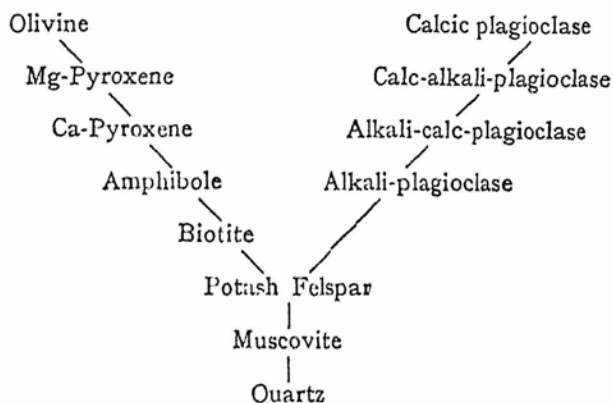 Olivine Calcic plagioclase
Mg-Pyroxene Calc-alkali-plagioclase
Ca-Pyroxene Alkali-calc-plagioclase
Amphibole Alkali-plagioclase
Biotite
Potash Felspar
Muscovite
Quartz